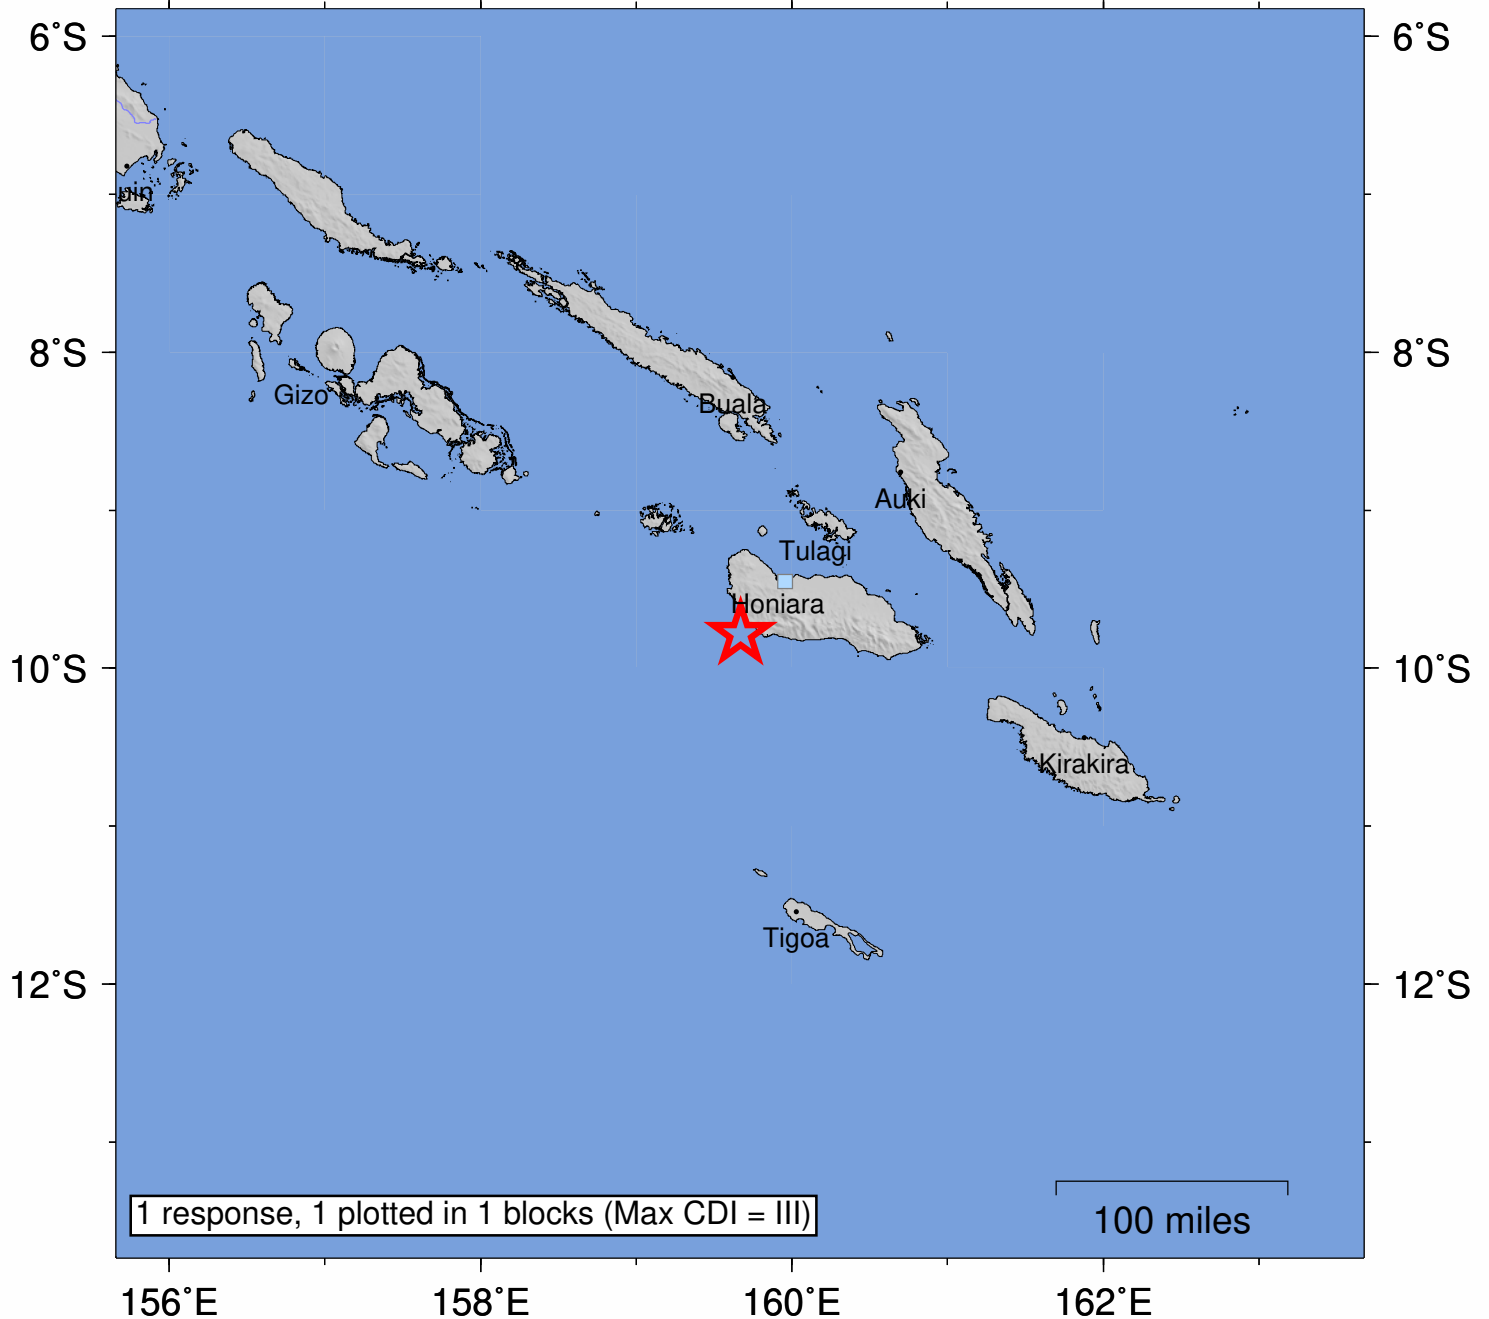 6˚S
6˚S
uin
8˚S
8˚S
Gizo
Buala
Auki
Tulagi
Honiara
10˚S
10˚S
Kirakira
Tigoa
12˚S
12˚S
1 response, 1 plotted in 1 blocks (Max CDI = III)
100 miles
156˚E
158˚E
160˚E
162˚E